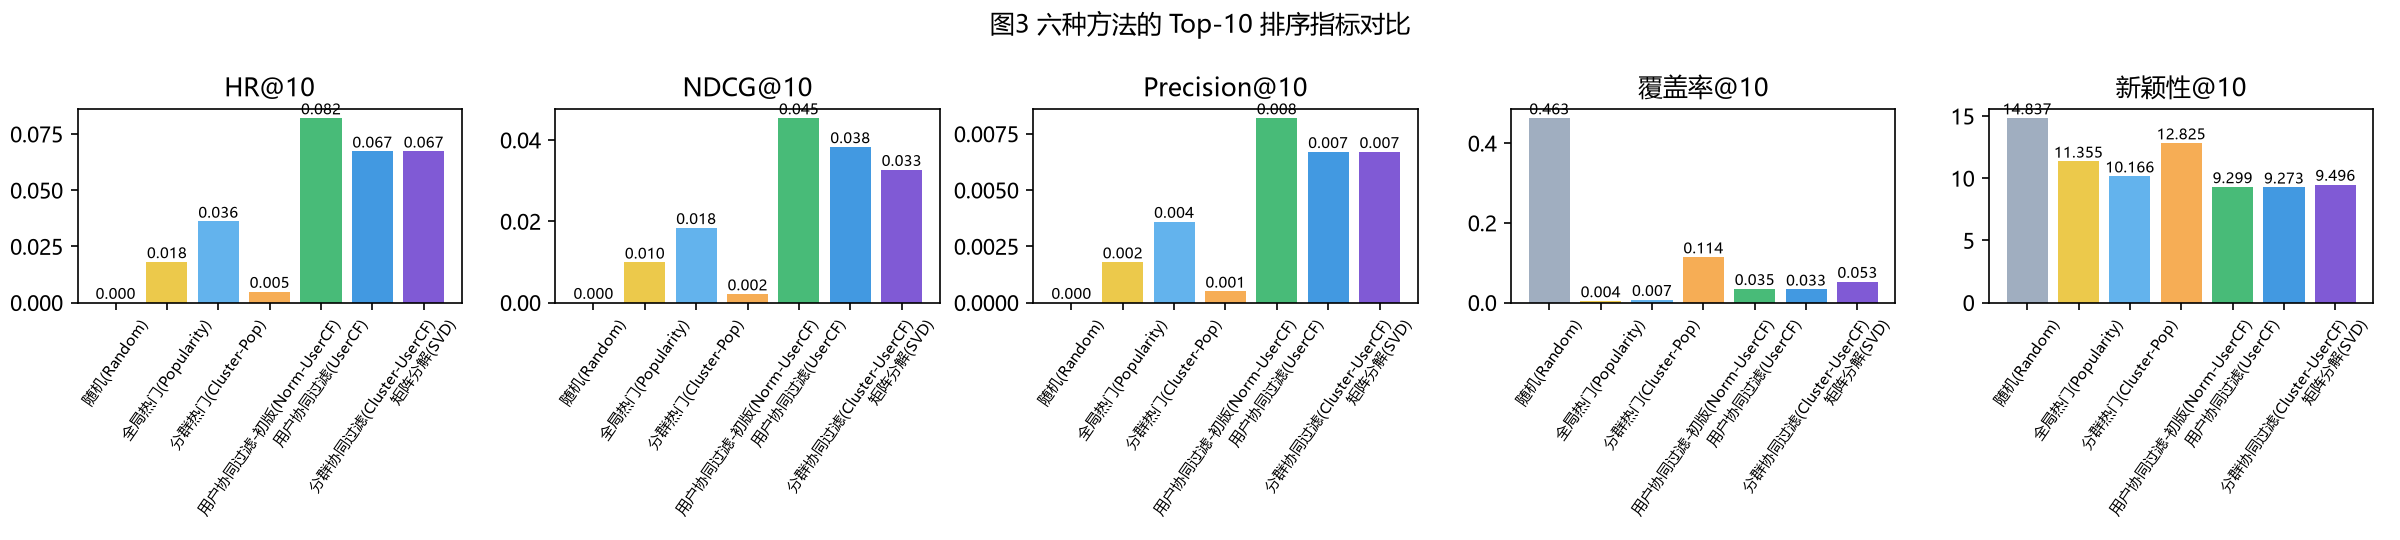 图3 六种方法的 Top-10 排序指标对比
HR@10
0.075
0.050
0.025
0.000
0.000
0.018
0.036
0.005
0.082
0.067
0.067
随机(Random)
全局热门(Popularity)
分群热门(Cluster-Pop)
用户协同过滤-初版(Norm-UserCF)
用户协同过滤(UserCF)
分群协同过滤(Cluster-UserCF)
矩阵分解(SVD)
NDCG@10
0.04
0.02
0.00
0.000
0.010
0.018
0.002
0.045
0.038
0.033
随机(Random)
全局热门(Popularity)
分群热门(Cluster-Pop)
用户协同过滤-初版(Norm-UserCF)
用户协同过滤(UserCF)
分群协同过滤(Cluster-UserCF)
矩阵分解(SVD)
Precision@10
0.0075
0.0050
0.0025
0.0000
0.000
0.002
0.004
0.001
0.008
0.007
0.007
随机(Random)
全局热门(Popularity)
分群热门(Cluster-Pop)
用户协同过滤-初版(Norm-UserCF)
用户协同过滤(UserCF)
分群协同过滤(Cluster-UserCF)
矩阵分解(SVD)
覆盖率@10
0.4
0.2
0.0
0.463
0.004
0.007
0.114
0.035
0.033
0.053
随机(Random)
全局热门(Popularity)
分群热门(Cluster-Pop)
用户协同过滤-初版(Norm-UserCF)
用户协同过滤(UserCF)
分群协同过滤(Cluster-UserCF)
矩阵分解(SVD)
新颖性@10
15
10
5
0
14.837
11.355
10.166
12.825
9.299
9.273
9.496
随机(Random)
全局热门(Popularity)
分群热门(Cluster-Pop)
用户协同过滤-初版(Norm-UserCF)
用户协同过滤(UserCF)
分群协同过滤(Cluster-UserCF)
矩阵分解(SVD)